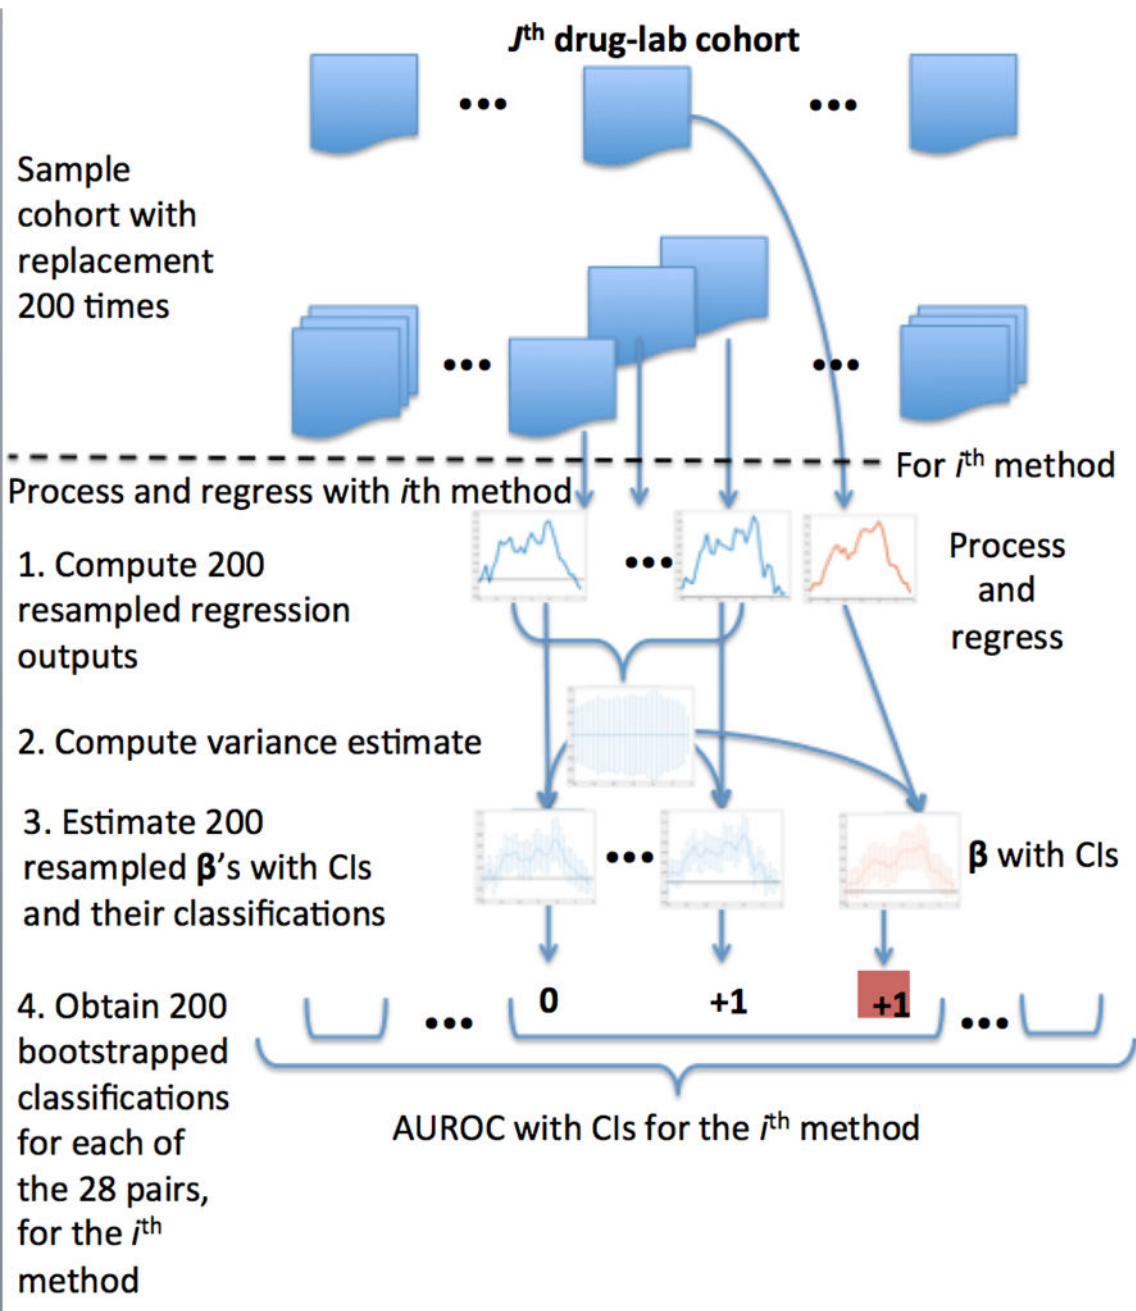 Jth drug-lab cohort
Sample
cohort with
replacement
200 times
For ith method
Process and regress with ith method
1. Compute 200
resampled regression
outputs
Process
and
regress
2. Compute variance estimate
3. Estimate 200
resampled β's with CIs
and their classifications
β with CIs
4. Obtain 200
bootstrapped
classifications
for each of
the 28 pairs,
for the ith
method
0
+1
+1
AUROC with CIs for the ith method